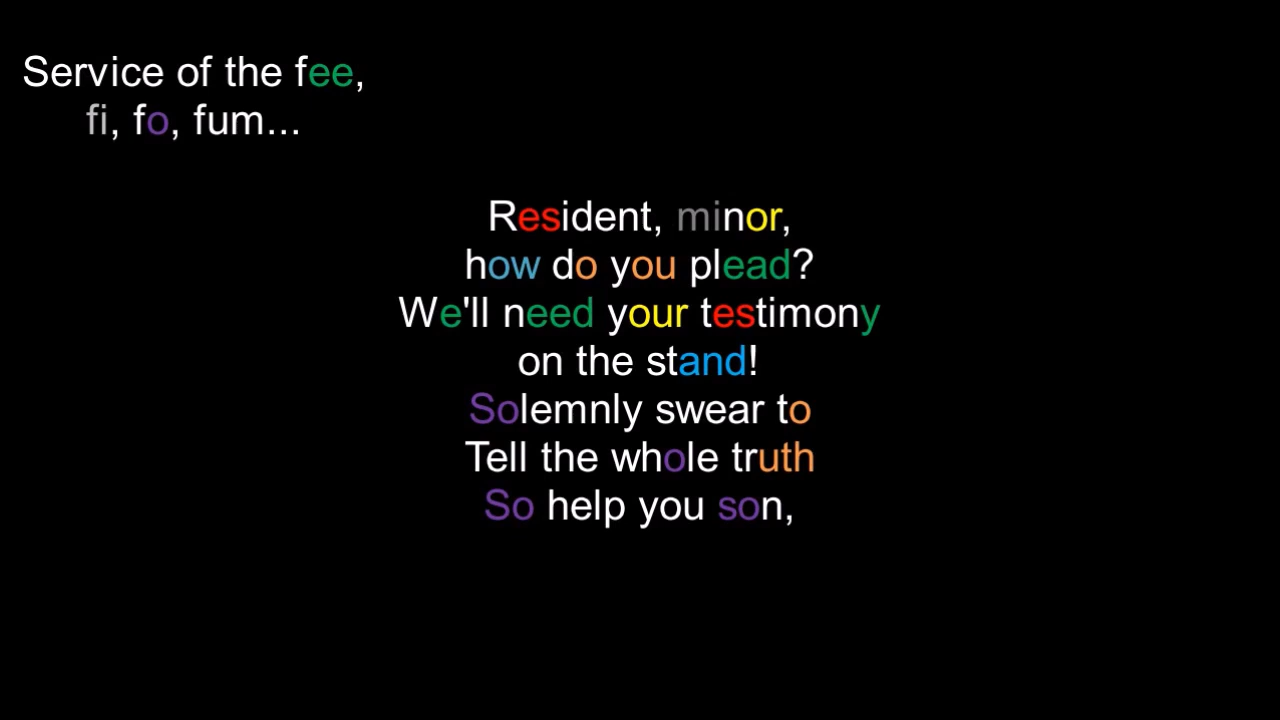 Service of the fee,
fi, fo, fum...
Resident, minor,
how do you plead?
We'll need your testimony
on the stand!
Solemnly swear to
Tell the whole truth
So help you son,